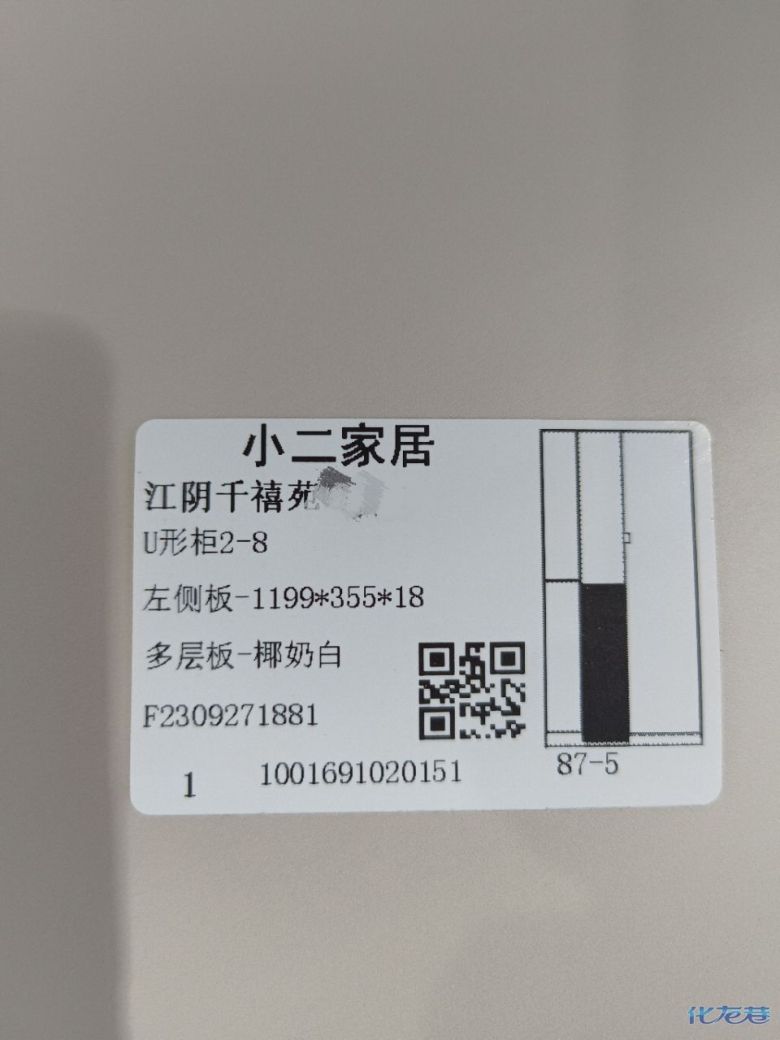 小二家居
江阴千禧苑
U形柜2-8
左侧板-1199*355*18
多层板-椰奶白
F2309271881
1
1001691020151
87-5
化龙巷